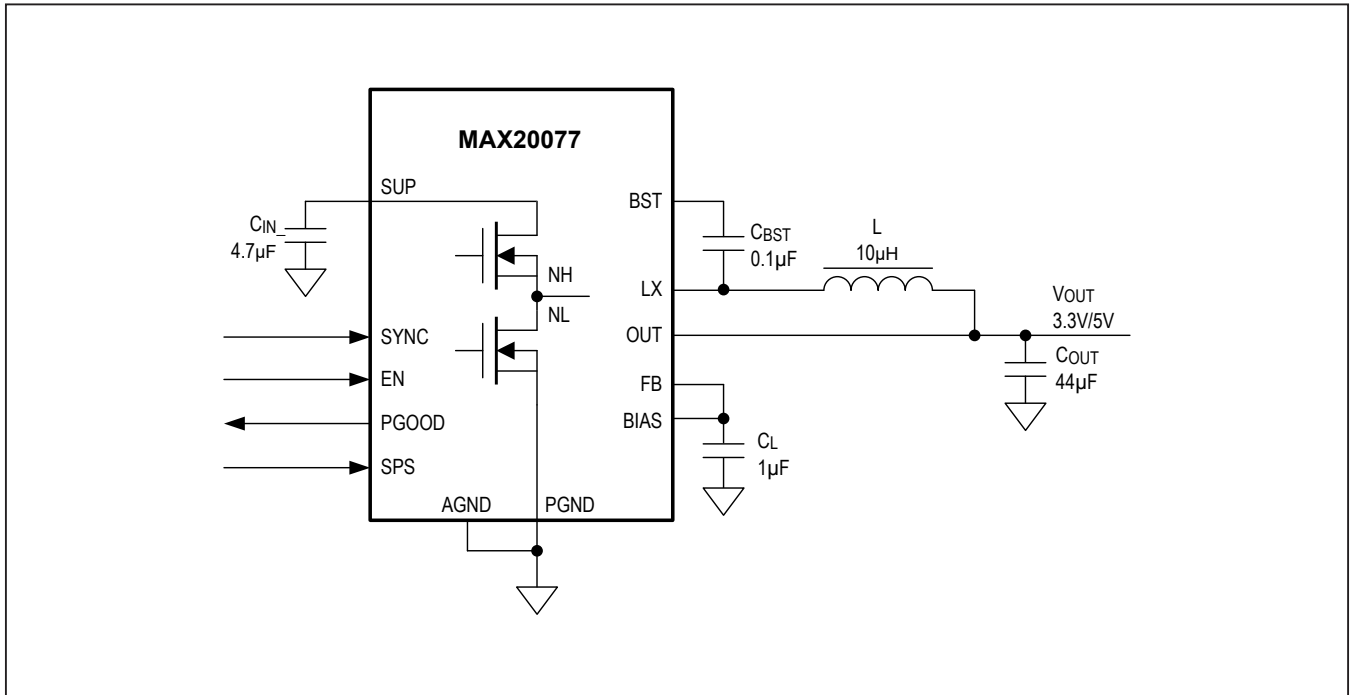 MAX20077
SUP
BST
CIN_
4.7µF
CBST
0.1µF
L
10µH
NH
LX
NL
VOUT
3.3V/5V
SYNC
OUT
COUT
44µF
EN
FB
PGOOD
BIAS
CL
1µF
SPS
AGND
PGND